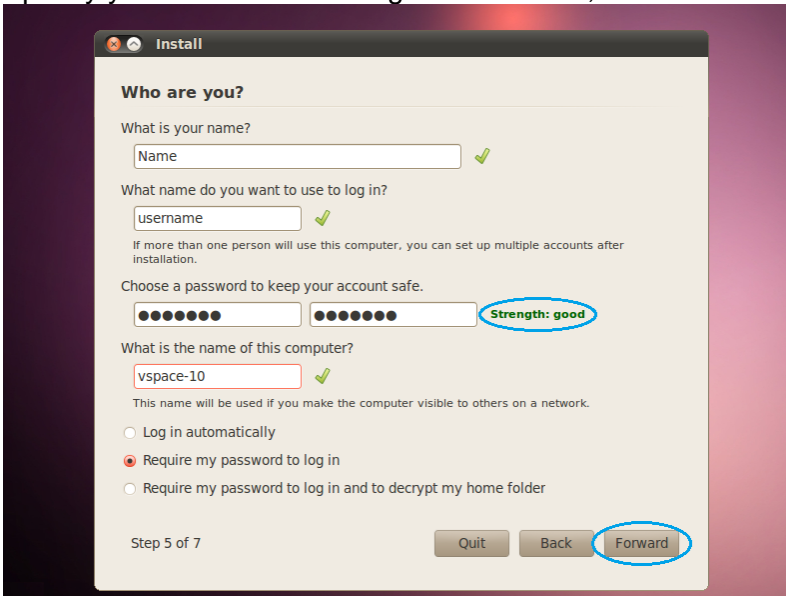 Install
Who are you?
What is your name?
Name
What name do you want to use to log in?
username
If more than one person will use this computer, you can set up multiple accounts after
installation.
Choose a password to keep your account safe.
●●●●●●● ●●●●●●● Strength: good
What is the name of this computer?
vspace-10
This name will be used if you make the computer visible to others on a network.
Log in automatically
Require my password to log in
Require my password to log in and to decrypt my home folder
Step 5 of 7 Quit Back Forward